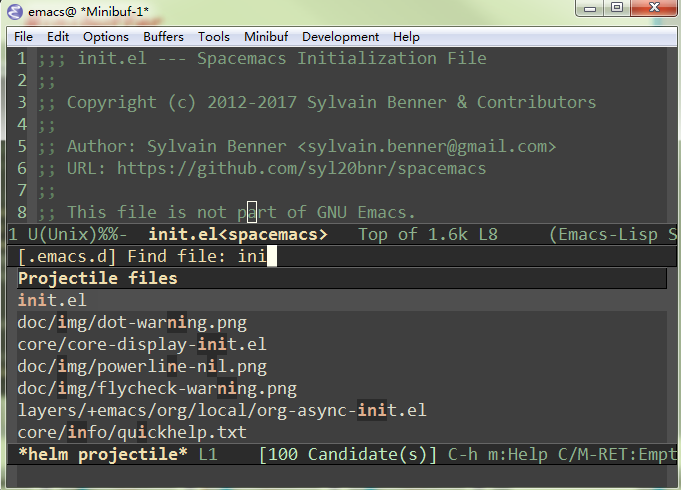 emacs@ *Minibuf-1*
File Edit Options Buffers Tools Minibuf Development Help
1 ;;; init.el --- Spacemacs Initialization File
2 ;;
3 ;; Copyright (c) 2012-2017 Sylvain Benner & Contributors
4 ;;
5 ;; Author: Sylvain Benner <sylvain.benner@gmail.com>
6 ;; URL: https://github.com/syl20bnr/spacemacs
7 ;;
8 ;; This file is not part of GNU Emacs.
1 U(Unix)%%- init.el<spacemacs> Top of 1.6k L8 (Emacs-Lisp S
[.emacs.d] Find file: ini
Projectile files
init.el
doc/img/dot-warning.png
core/core-display-init.el
doc/img/powerline-nil.png
doc/img/flycheck-warning.png
layers/+emacs/org/local/org-async-init.el
core/info/quickhelp.txt
*helm projectile* L1 [100 Candidate(s)] C-h m:Help C/M-RET:Empt